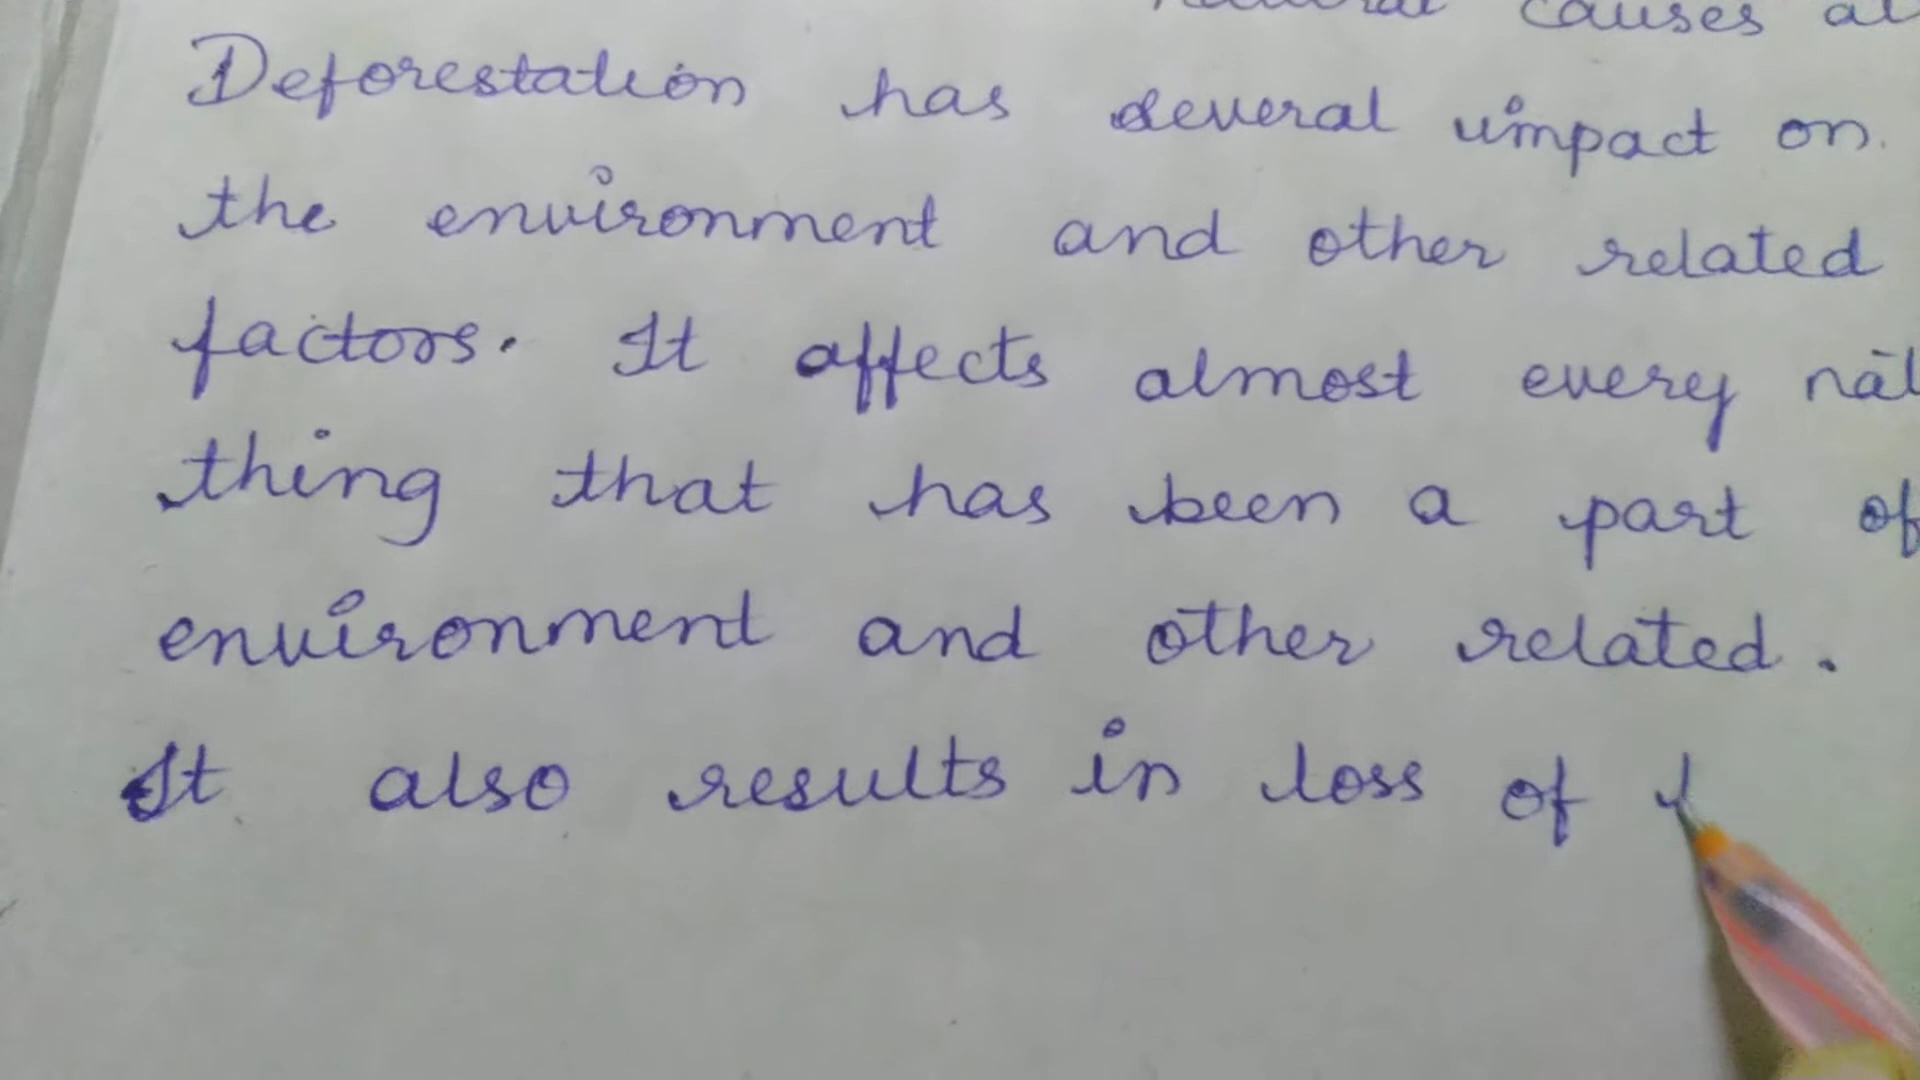 causes
Deforestation has several impact on
the environment and other related
factors. It affects almost every
thing that has been a part of
environment and other related.
It also results in loss of